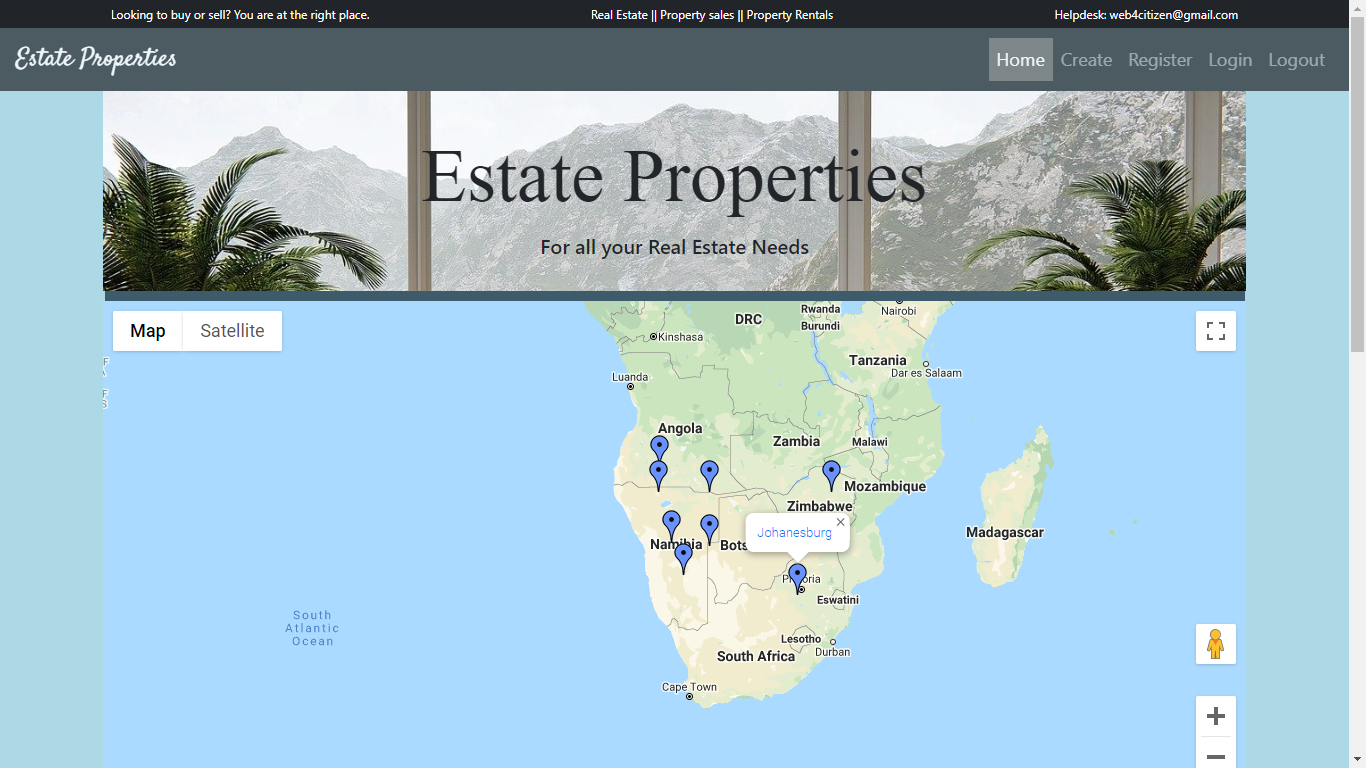 Looking to buy or sell? You are at the right place.
Real Estate || Property sales || Property Rentals
Helpdesk: web4citizen@gmail.com
Estate Properties
Home
Create
Register
Login
Logout
Estate Properties
For all your Real Estate Needs
Map
Satellite
DRC
Rwanda
Burundi
Nairobi
Kinshasa
Tanzania
Dar es Salaam
Luanda
Angola
Zambia
Malawi
Mozambique
Zimbabwe
Johanesburg
×
Madagascar
Namibia
Eswatini
South
Atlantic
Ocean
Lesotho
Durban
South Africa
Cape Town